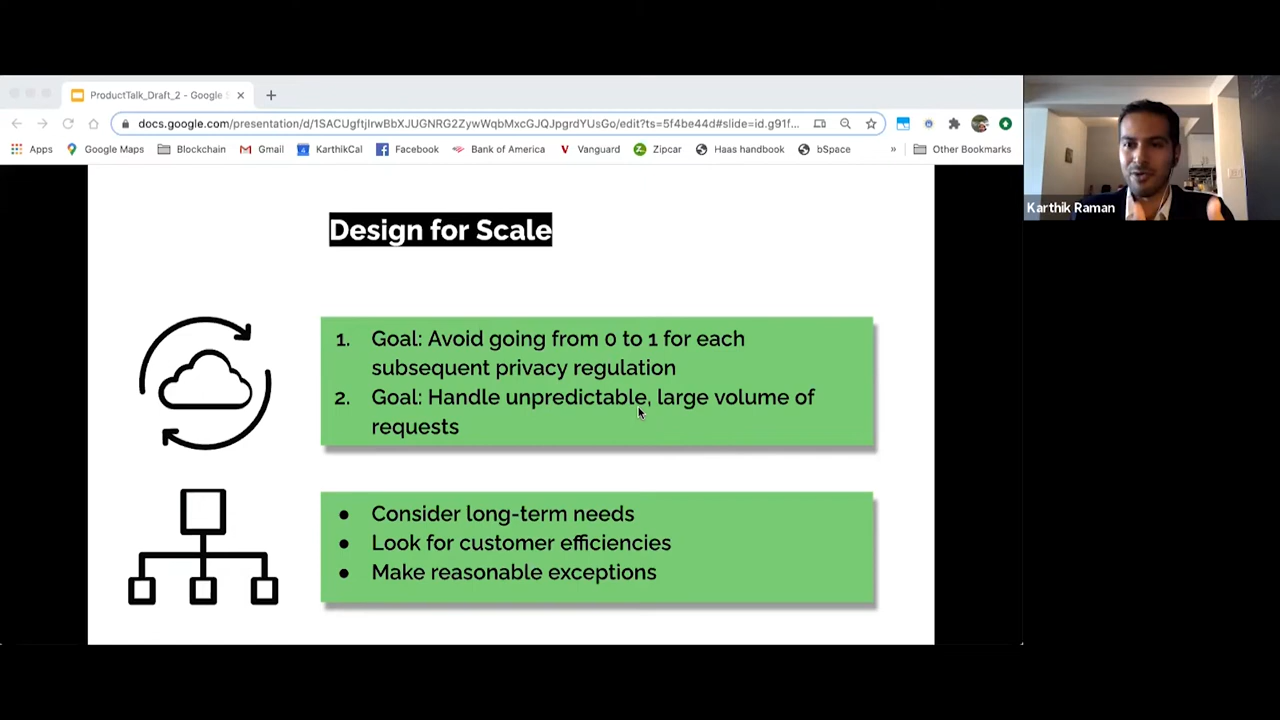 ProductTalk_Draft_2 - Google S
docs.google.com/presentation/d/1SACUgftjIrwBbXJUGNRG2ZywWqbMxcGJQJpgrdYUsGo/edit?ts=5f4be44d#slide=id.g91f...
Apps Google Maps Blockchain Gmail KarthikCal Facebook Bank of America Vanguard Zipcar Haas handbook bSpace » Other Bookmarks
Karthik Raman
Design for Scale
1. Goal: Avoid going from 0 to 1 for each
subsequent privacy regulation
2. Goal: Handle unpredictable, large volume of
requests
● Consider long-term needs
● Look for customer efficiencies
● Make reasonable exceptions